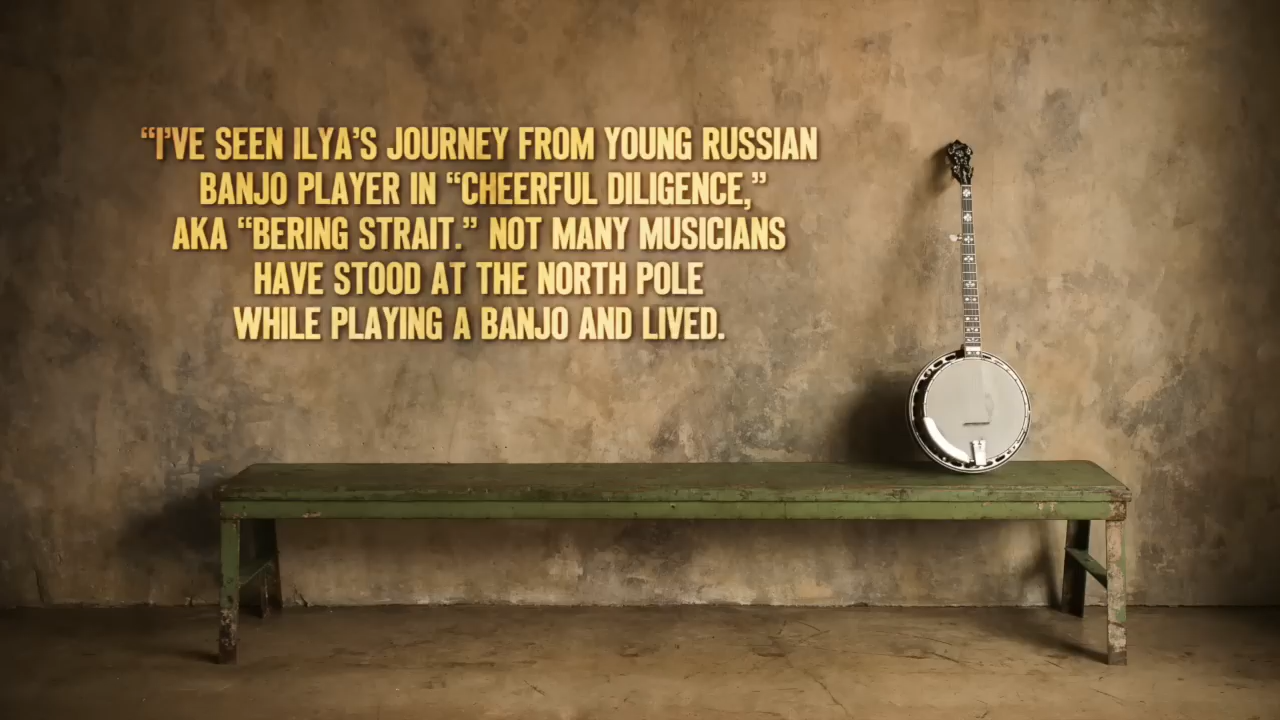 “I’VE SEEN ILYA’S JOURNEY FROM YOUNG RUSSIAN
BANJO PLAYER IN “CHEERFUL DILIGENCE,”
AKA “BERING STRAIT.” NOT MANY MUSICIANS
HAVE STOOD AT THE NORTH POLE
WHILE PLAYING A BANJO AND LIVED.